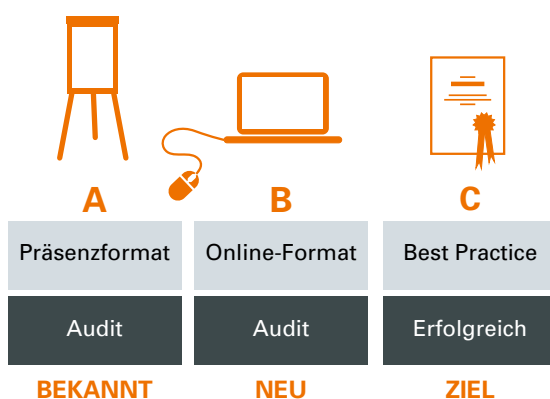 A
B
C
Präsenzformat
Online-Format
Best Practice
Audit
Audit
Erfolgreich
BEKANNT
NEU
ZIEL